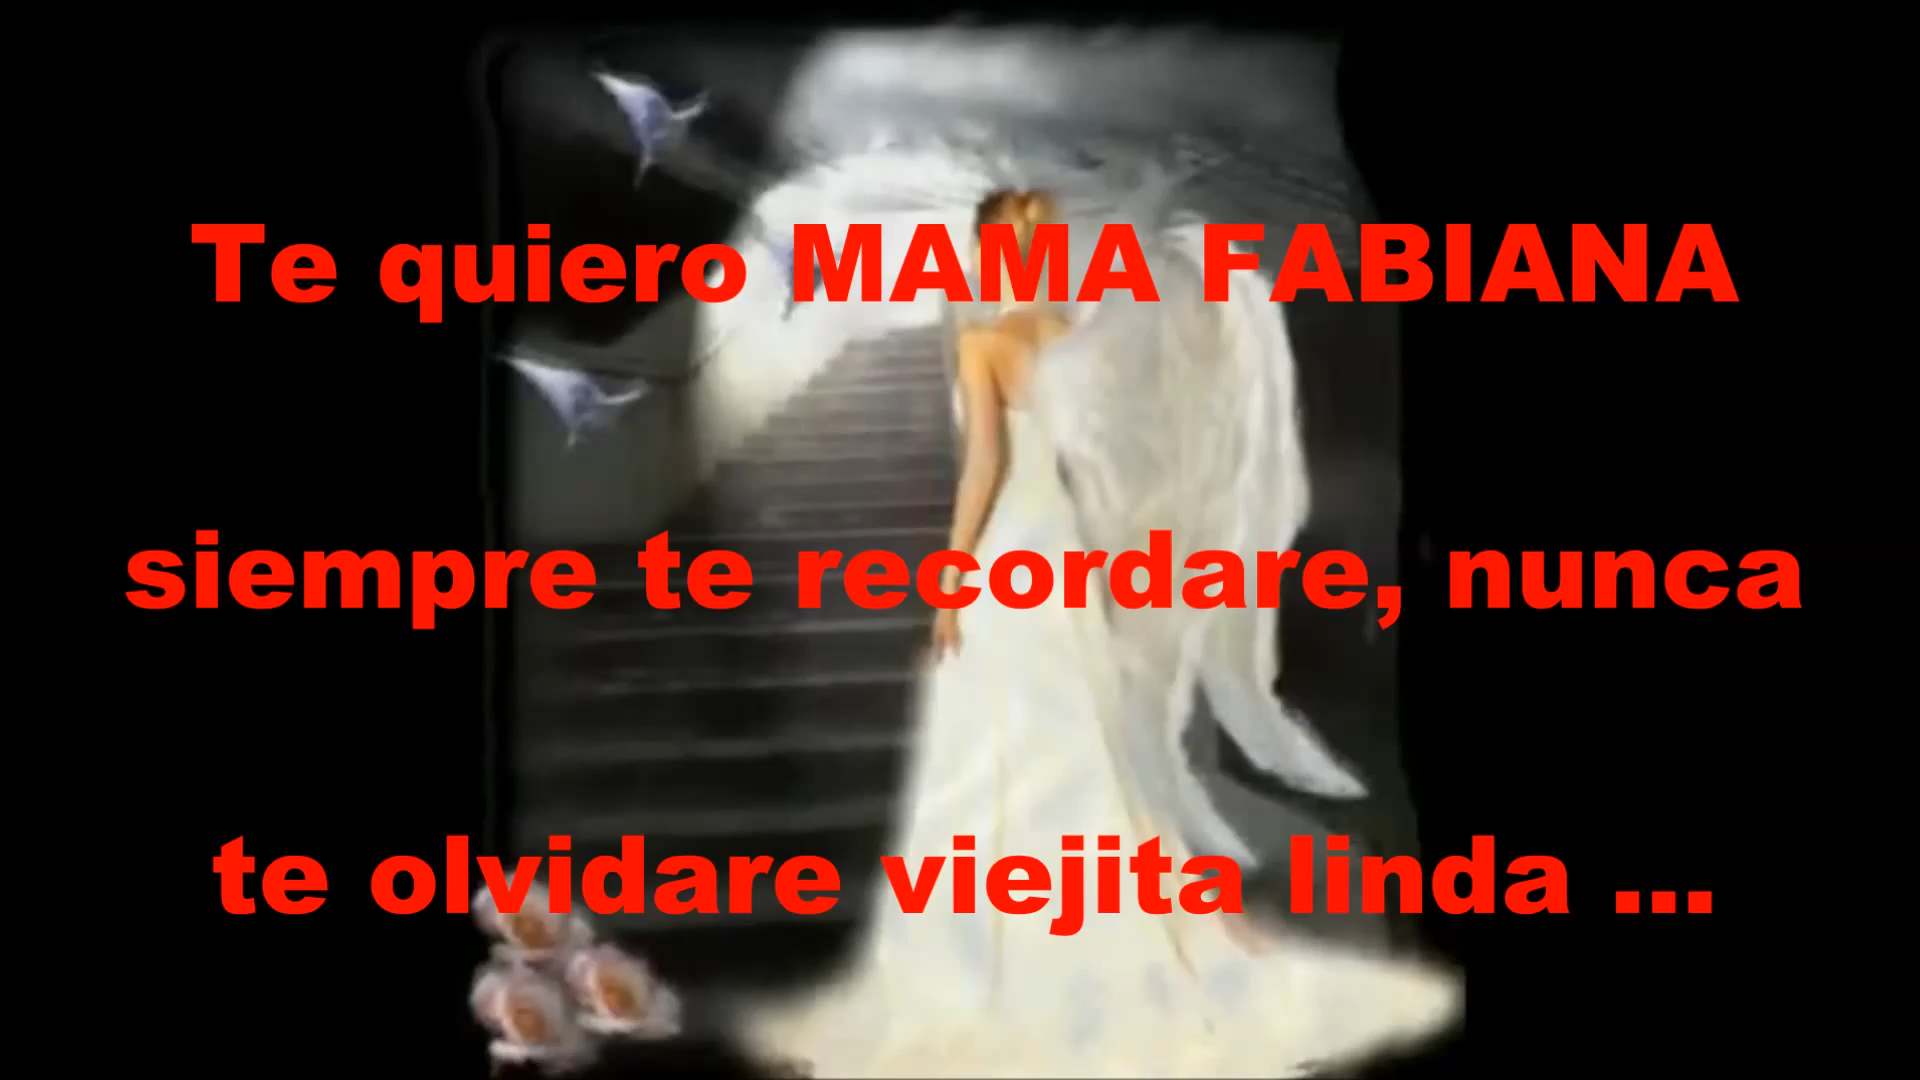 Te quiero MAMA FABIANA
siempre te recordare, nunca
te olvidare viejita linda ...